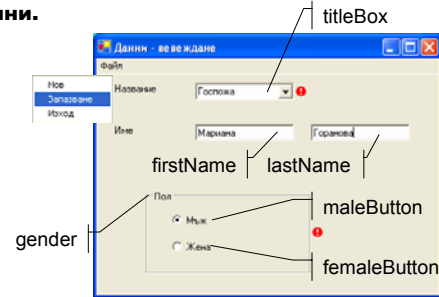 ни.
titleBox
Данни - въвеждане
Файл
Нов
Запазване
Изход
Название
Госпожа
Име
Мариана
Горанова
firstName
lastName
Пол
Мъж
maleButton
gender
Жена
femaleButton